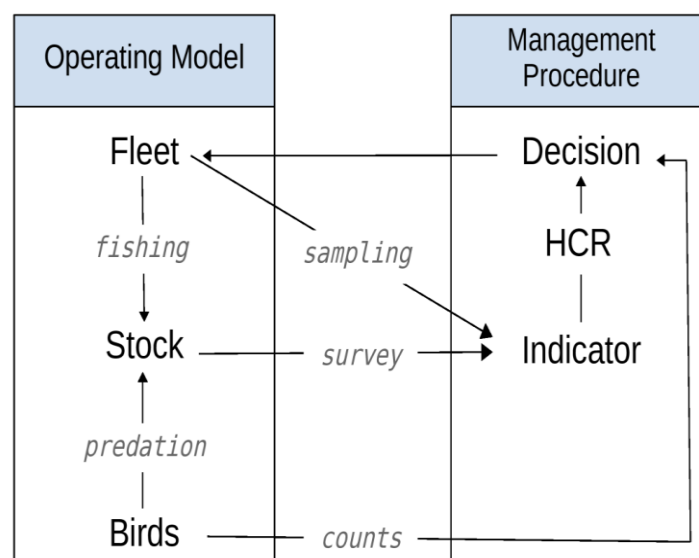 Operating Model
Management
Procedure
Fleet
Decision
fishing
sampling
HCR
Stock
survey
Indicator
predation
Birds
counts